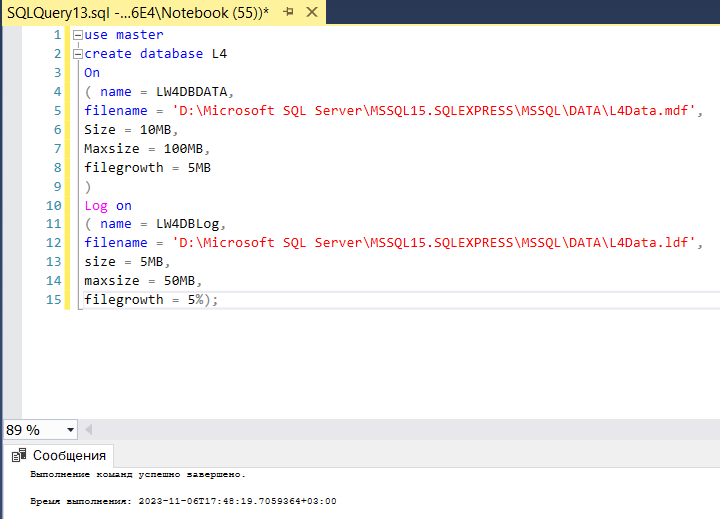 SQLQuery13.sql -...6E4\Notebook (55))*
1 use master
2 create database L4
3 On
4 ( name = LW4DBDATA,
5 filename = 'D:\Microsoft SQL Server\MSSQL15.SQLEXPRESS\MSSQL\DATA\L4Data.mdf',
6 Size = 10MB,
7 Maxsize = 100MB,
8 filegrowth = 5MB
9 )
10 Log on
11 ( name = LW4DBLog,
12 filename = 'D:\Microsoft SQL Server\MSSQL15.SQLEXPRESS\MSSQL\DATA\L4Data.ldf',
13 size = 5MB,
14 maxsize = 50MB,
15 filegrowth = 5%);
89 %
Сообщения
Выполнение команд успешно завершено.
Время выполнения: 2023-11-06T17:48:19.7059364+03:00